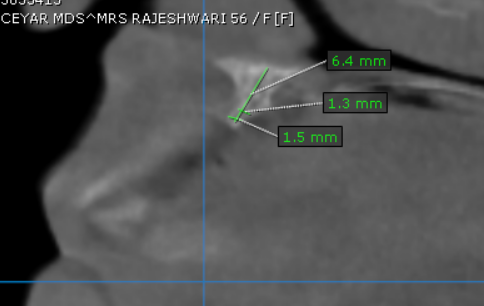 CEYAR MDS^MRS RAJESHWARI 56 / F [F]
6.4 mm
1.3 mm
1.5 mm